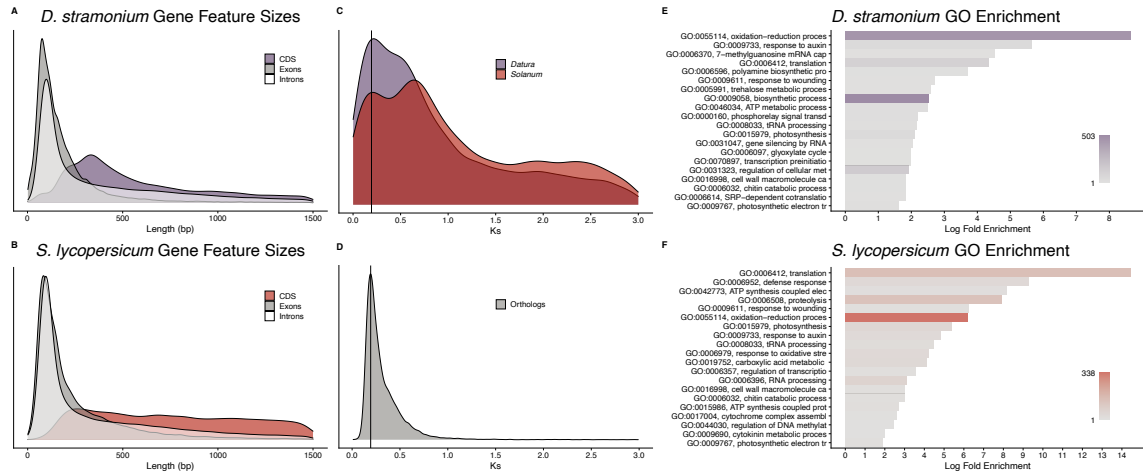 A
D. stramonium Gene Feature Sizes
CDS
Exons
Introns
0
500
1000
1500
Length (bp)
B
S. lycopersicum Gene Feature Sizes
CDS
Exons
Introns
0
500
1000
1500
Length (bp)
C
Datura
Solanum
0.0
0.5
1.0
1.5
2.0
2.5
3.0
Ks
D
Orthologs
0.0
0.5
1.0
1.5
2.0
2.5
3.0
Ks
E
D. stramonium GO Enrichment
GO:0055114, oxidation−reduction proces
GO:0009733, response to auxin
GO:0006370, 7−methylguanosine mRNA cap
GO:0006412, translation
GO:0006596, polyamine biosynthetic pro
GO:0009611, response to wounding
GO:0005991, trehalose metabolic proces
GO:0009058, biosynthetic process
GO:0046034, ATP metabolic process
GO:0000160, phosphorelay signal transd
GO:0008033, tRNA processing
GO:0015979, photosynthesis
GO:0031047, gene silencing by RNA
GO:0006097, glyoxylate cycle
GO:0070897, transcription preinitiatio
GO:0031323, regulation of cellular met
GO:0016998, cell wall macromolecule ca
GO:0006032, chitin catabolic process
GO:0006614, SRP−dependent cotranslatio
GO:0009767, photosynthetic electron tr
503
1
0
1
2
3
4
5
6
7
8
Log Fold Enrichment
F
S. lycopersicum GO Enrichment
GO:0006412, translation
GO:0006952, defense response
GO:0042773, ATP synthesis coupled elec
GO:0006508, proteolysis
GO:0009611, response to wounding
GO:0055114, oxidation−reduction proces
GO:0015979, photosynthesis
GO:0009733, response to auxin
GO:0008033, tRNA processing
GO:0006979, response to oxidative stre
GO:0019752, carboxylic acid metabolic
GO:0006357, regulation of transcriptio
GO:0006396, RNA processing
GO:0016998, cell wall macromolecule ca
GO:0006032, chitin catabolic process
GO:0015986, ATP synthesis coupled prot
GO:0017004, cytochrome complex assembl
GO:0044030, regulation of DNA methylat
GO:0009690, cytokinin metabolic proces
GO:0009767, photosynthetic electron tr
338
1
0
1
2
3
4
5
6
7
8
9
10
11
12
13
14
Log Fold Enrichment